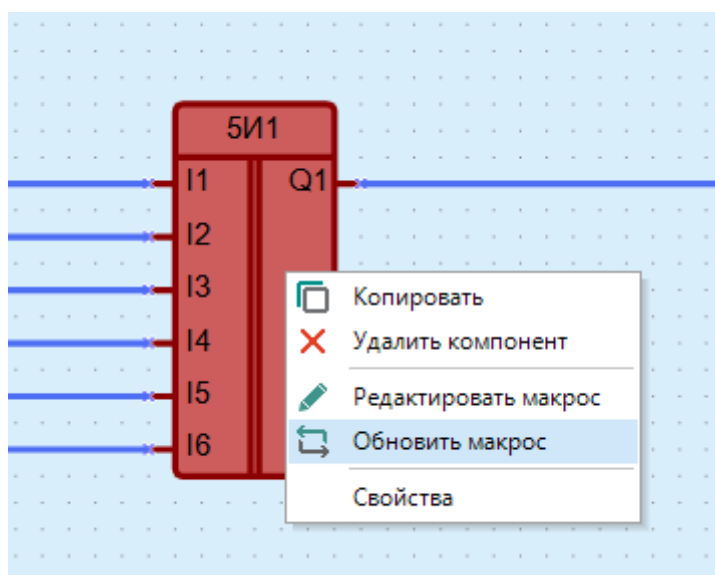 5И1
I1 Q1
I2
I3
I4
I5
I6
Копировать
Удалить компонент
Редактировать макрос
Обновить макрос
Свойства